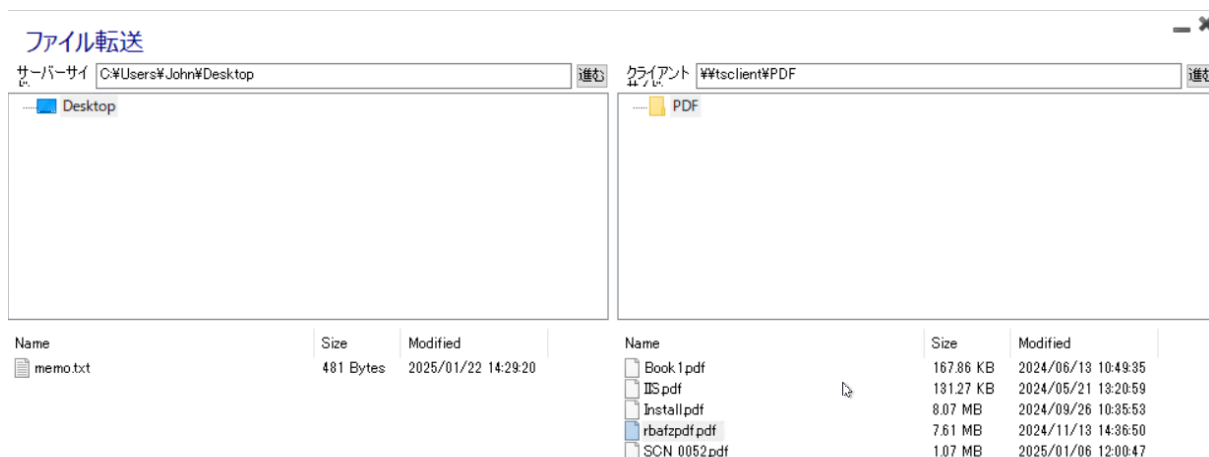 ファイル転送
サーバーサイ C:¥Users¥John¥Desktop 進む クライアント ¥¥tsclient¥PDF 進む
Desktop PDF
Name Size Modified Name Size Modified
memo.txt 481 Bytes 2025/01/22 14:29:20 Book1.pdf 167.86 KB 2024/06/13 10:49:35
IIS.pdf 131.27 KB 2024/05/21 13:20:59
Install.pdf 8.07 MB 2024/09/26 10:35:53
rbafzpdf.pdf 7.61 MB 2024/11/13 14:36:50
SCN_0052.pdf 1.07 MB 2025/01/06 12:00:47